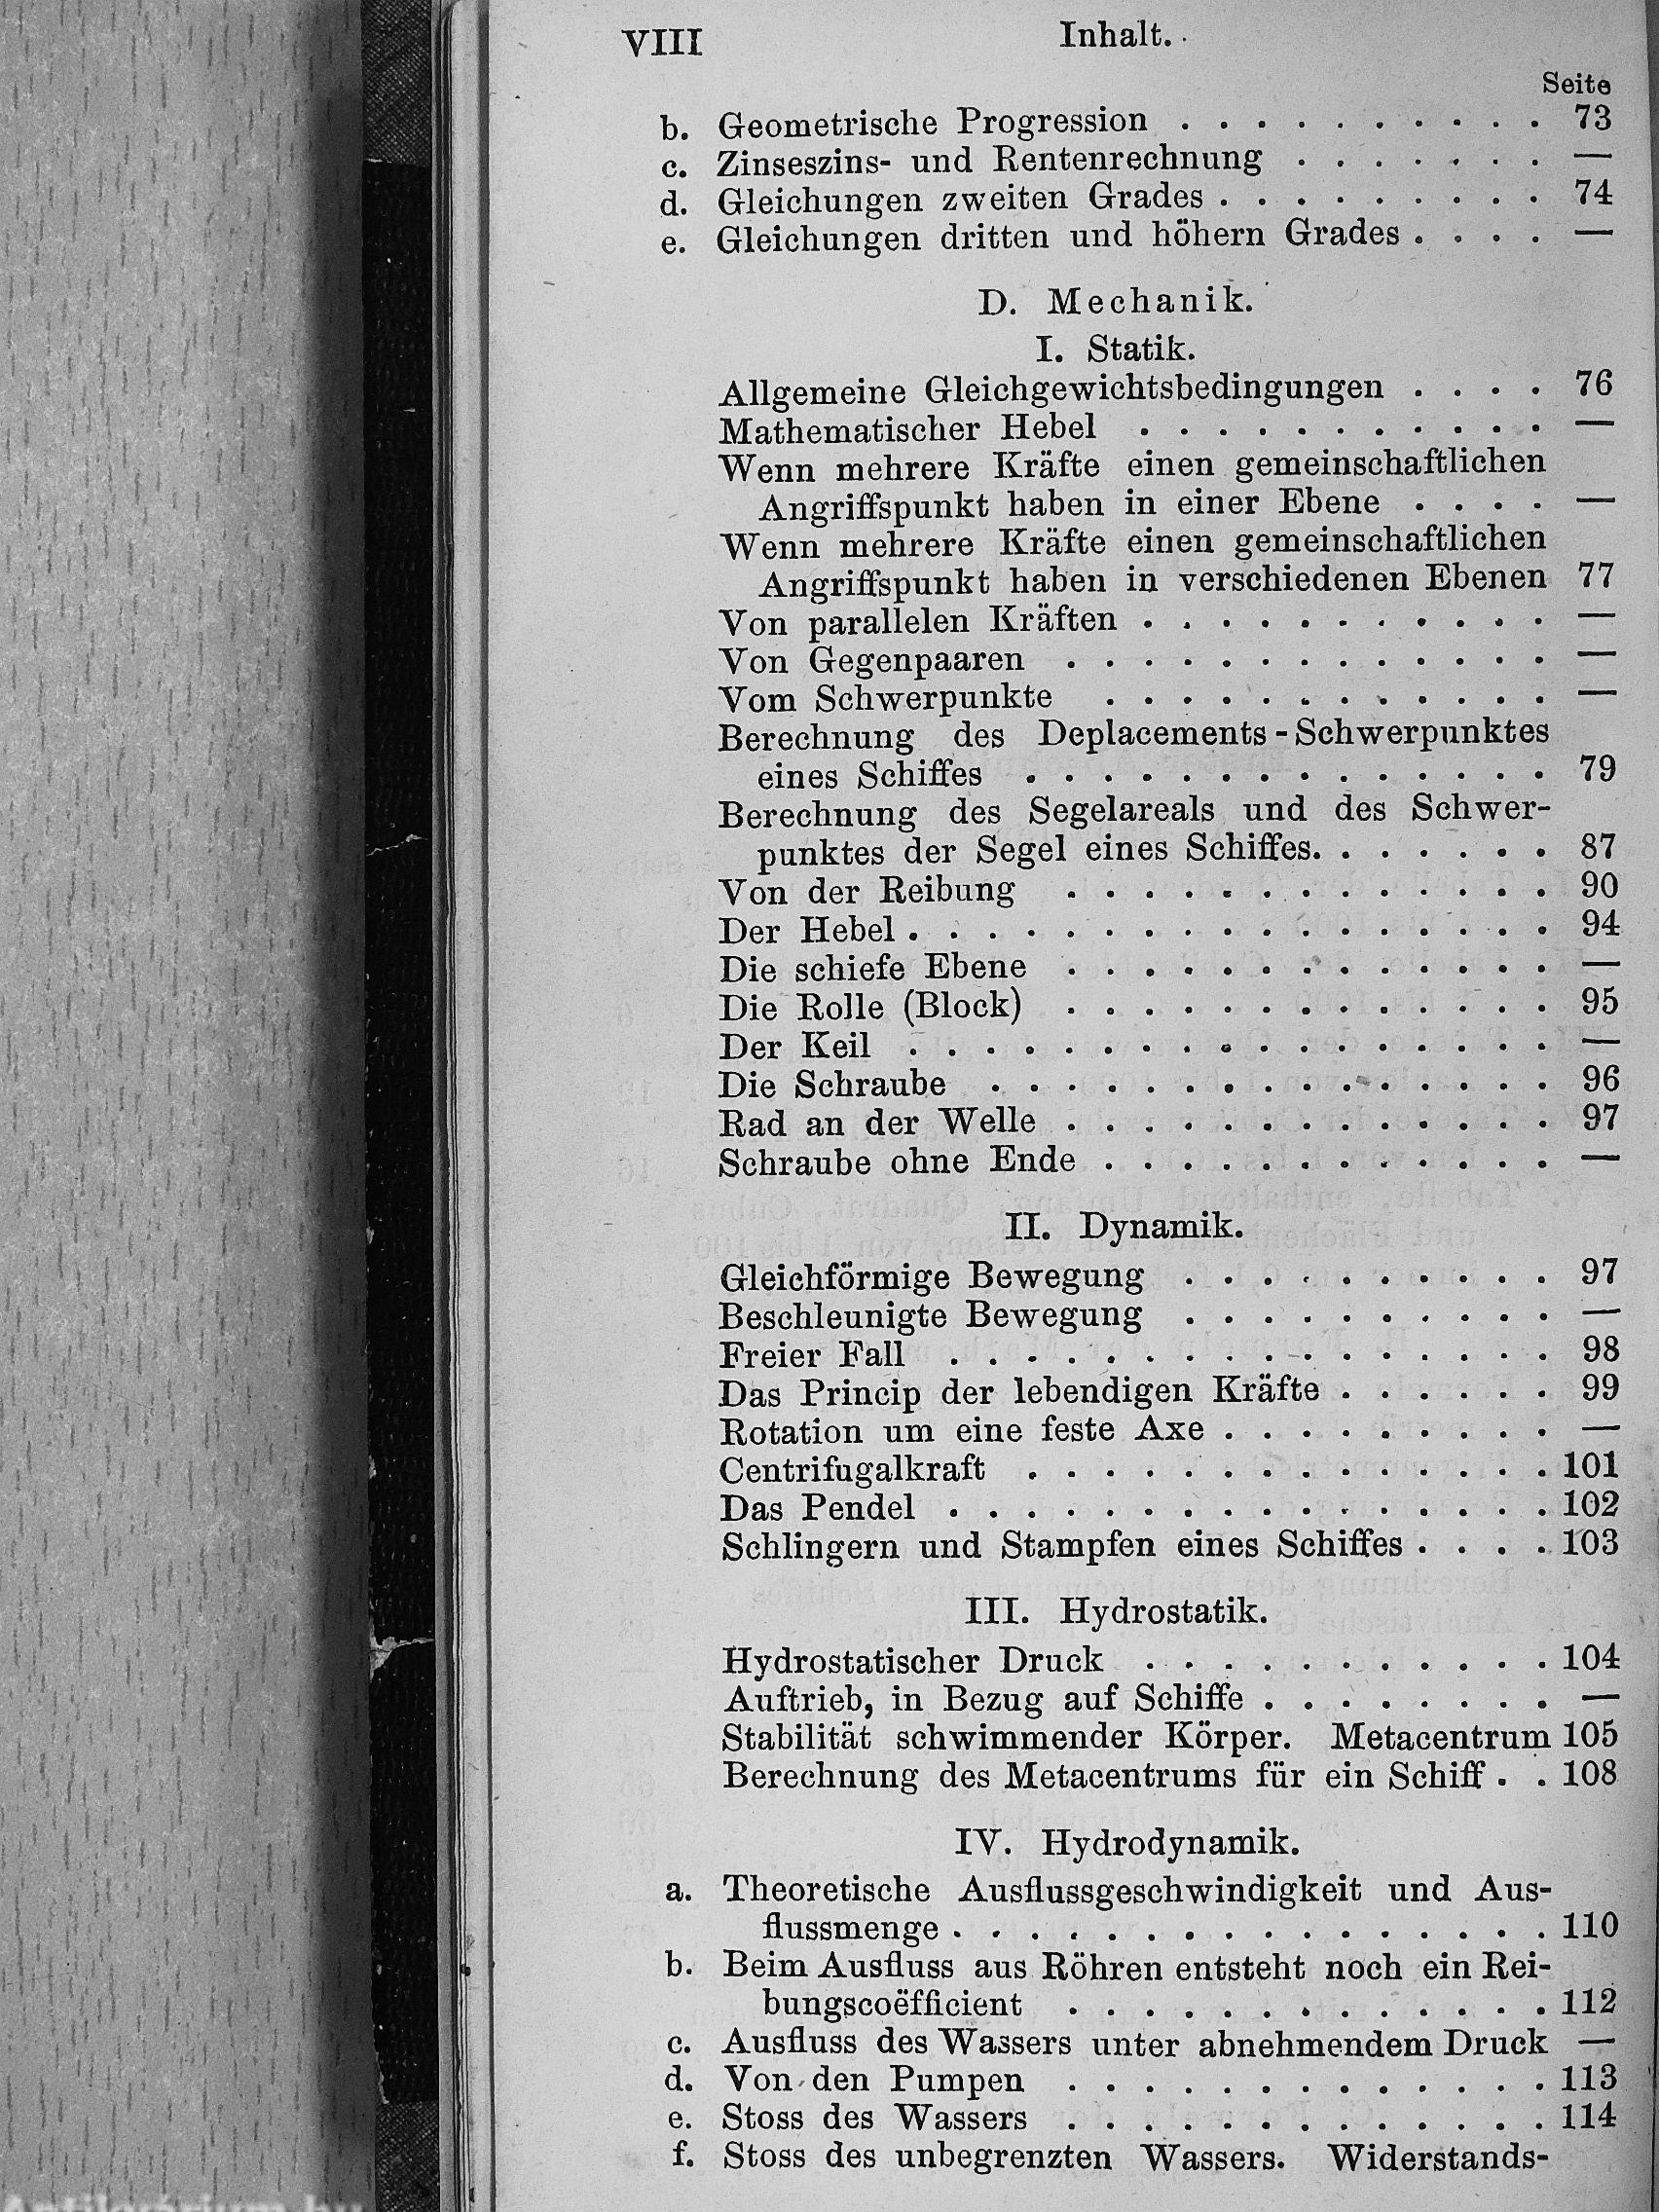 VIII Inhalt.
Seite
b. Geometrische Progression . . . . . . . . . . 73
c. Zinseszins- und Rentenrechnung . . . . . . . —
d. Gleichungen zweiten Grades . . . . . . . . . 74
e. Gleichungen dritten und höhern Grades . . . . —
D. Mechanik.
I. Statik.
Allgemeine Gleichgewichtsbedingungen . . . . 76
Mathematischer Hebel . . . . . . . . . . . —
Wenn mehrere Kräfte einen gemeinschaftlichen
Angriffspunkt haben in einer Ebene . . . . —
Wenn mehrere Kräfte einen gemeinschaftlichen
Angriffspunkt haben in verschiedenen Ebenen 77
Von parallelen Kräften . . . . . . . . . . . —
Von Gegenpaaren . . . . . . . . . . . . . —
Vom Schwerpunkte . . . . . . . . . . . . —
Berechnung des Deplacements-Schwerpunktes
eines Schiffes . . . . . . . . . . . . . . 79
Berechnung des Segelareals und des Schwer-
punktes der Segel eines Schiffes. . . . . . . 87
Von der Reibung . . . . . . . . . . . . . 90
Der Hebel . . . . . . . . . . . . . . . . . 94
Die schiefe Ebene . . . . . . . . . . . . . —
Die Rolle (Block) . . . . . . . . . . . . . 95
Der Keil . . . . . . . . . . . . . . . . . —
Die Schraube . . . . . . . . . . . . . . . 96
Rad an der Welle . . . . . . . . . . . . . 97
Schraube ohne Ende . . . . . . . . . . . . —
II. Dynamik.
Gleichförmige Bewegung . . . . . . . . . . 97
Beschleunigte Bewegung . . . . . . . . . . —
Freier Fall . . . . . . . . . . . . . . . . 98
Das Princip der lebendigen Kräfte . . . . . . 99
Rotation um eine feste Axe . . . . . . . . . —
Centrifugalkraft . . . . . . . . . . . . . . 101
Das Pendel . . . . . . . . . . . . . . . . 102
Schlingern und Stampfen eines Schiffes . . . . 103
III. Hydrostatik.
Hydrostatischer Druck . . . . . . . . . . . 104
Auftrieb, in Bezug auf Schiffe . . . . . . . . —
Stabilität schwimmender Körper. Metacentrum 105
Berechnung des Metacentrums für ein Schiff . . 108
IV. Hydrodynamik.
a. Theoretische Ausflussgeschwindigkeit und Aus-
flussmenge . . . . . . . . . . . . . . . . 110
b. Beim Ausfluss aus Röhren entsteht noch ein Rei-
bungscoëfficient . . . . . . . . . . . . . 112
c. Ausfluss des Wassers unter abnehmendem Druck —
d. Von den Pumpen . . . . . . . . . . . . . 113
e. Stoss des Wassers . . . . . . . . . . . . . 114
f. Stoss des unbegrenzten Wassers. Widerstands-